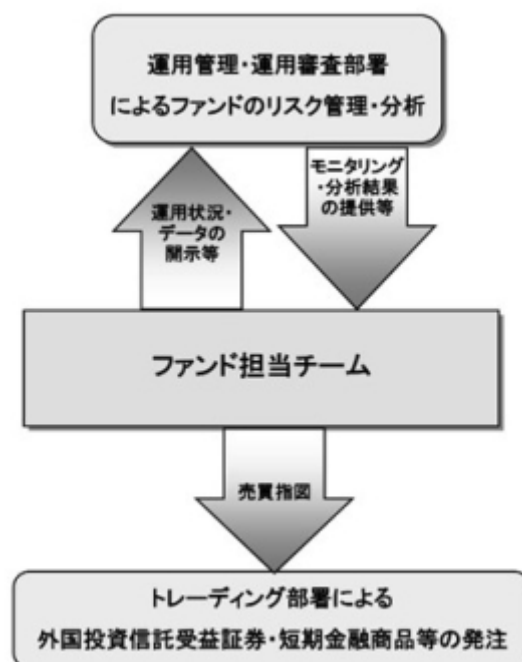 運用管理・運用審査部署
によるファンドのリスク管理・分析
運用状況・
データの
開示等
モニタリング
・分析結果
の提供等
ファンド担当チーム
売買指図
トレーディング部署による
外国投資信託受益証券・短期金融商品等の発注